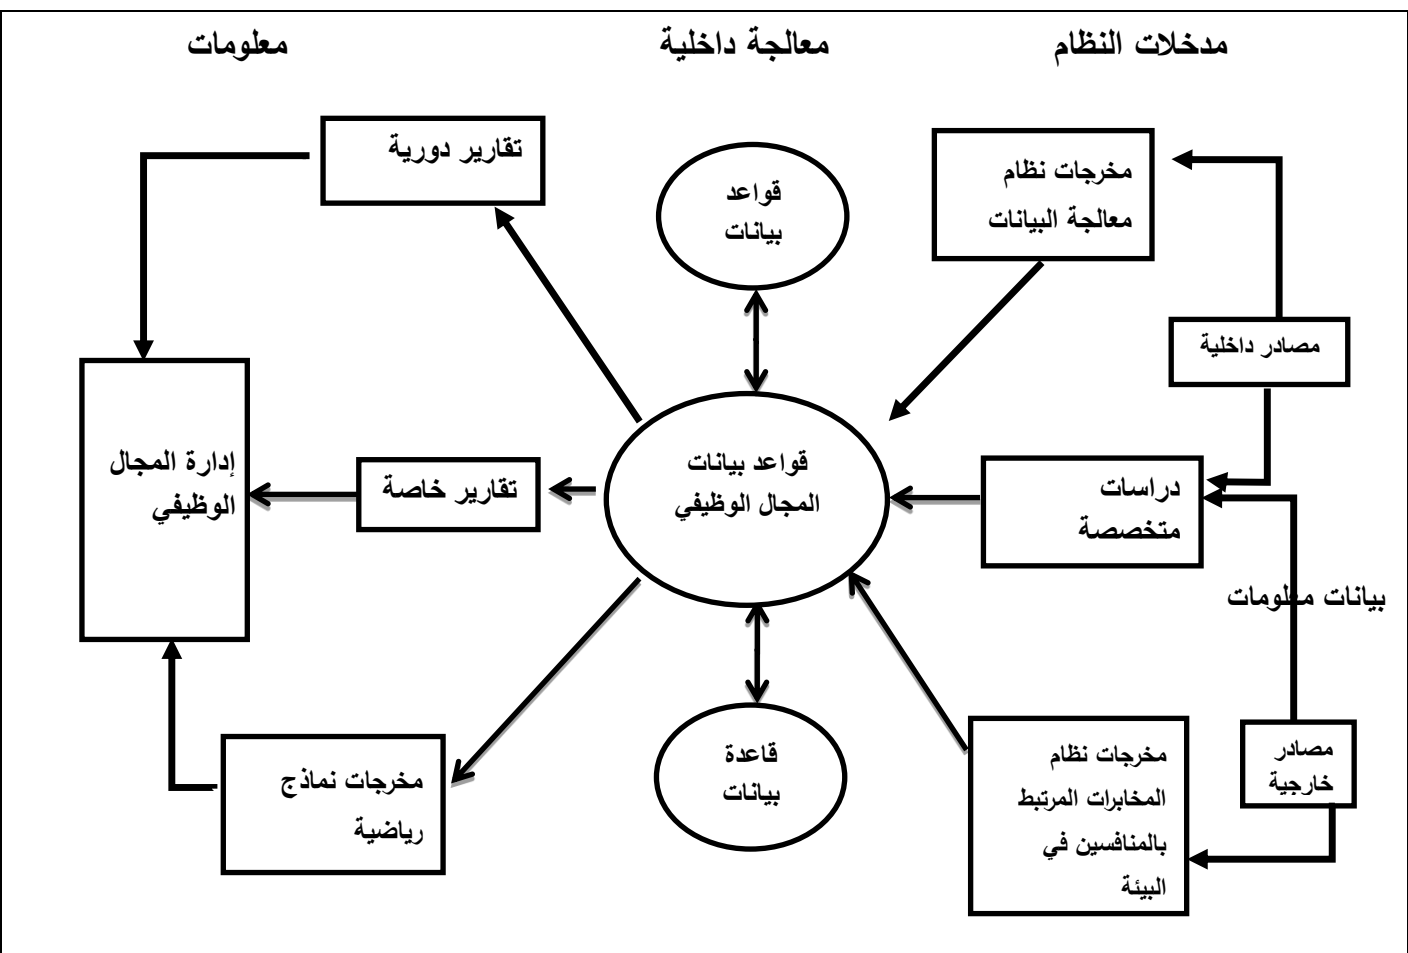 مدخلات النظام
معالجة داخلية
معلومات
مخرجات نظام
معالجة البيانات
قواعد
بيانات
تقارير دورية
مصادر داخلية
دراسات
متخصصة
قواعد بيانات
المجال الوظيفي
تقارير خاصة
إدارة المجال
الوظيفي
بيانات معلومات
مصادر
خارجية
مخرجات نظام
المخابرات المرتبط
بالمنافسين في
البيئة
قاعدة
بيانات
مخرجات نماذج
رياضية